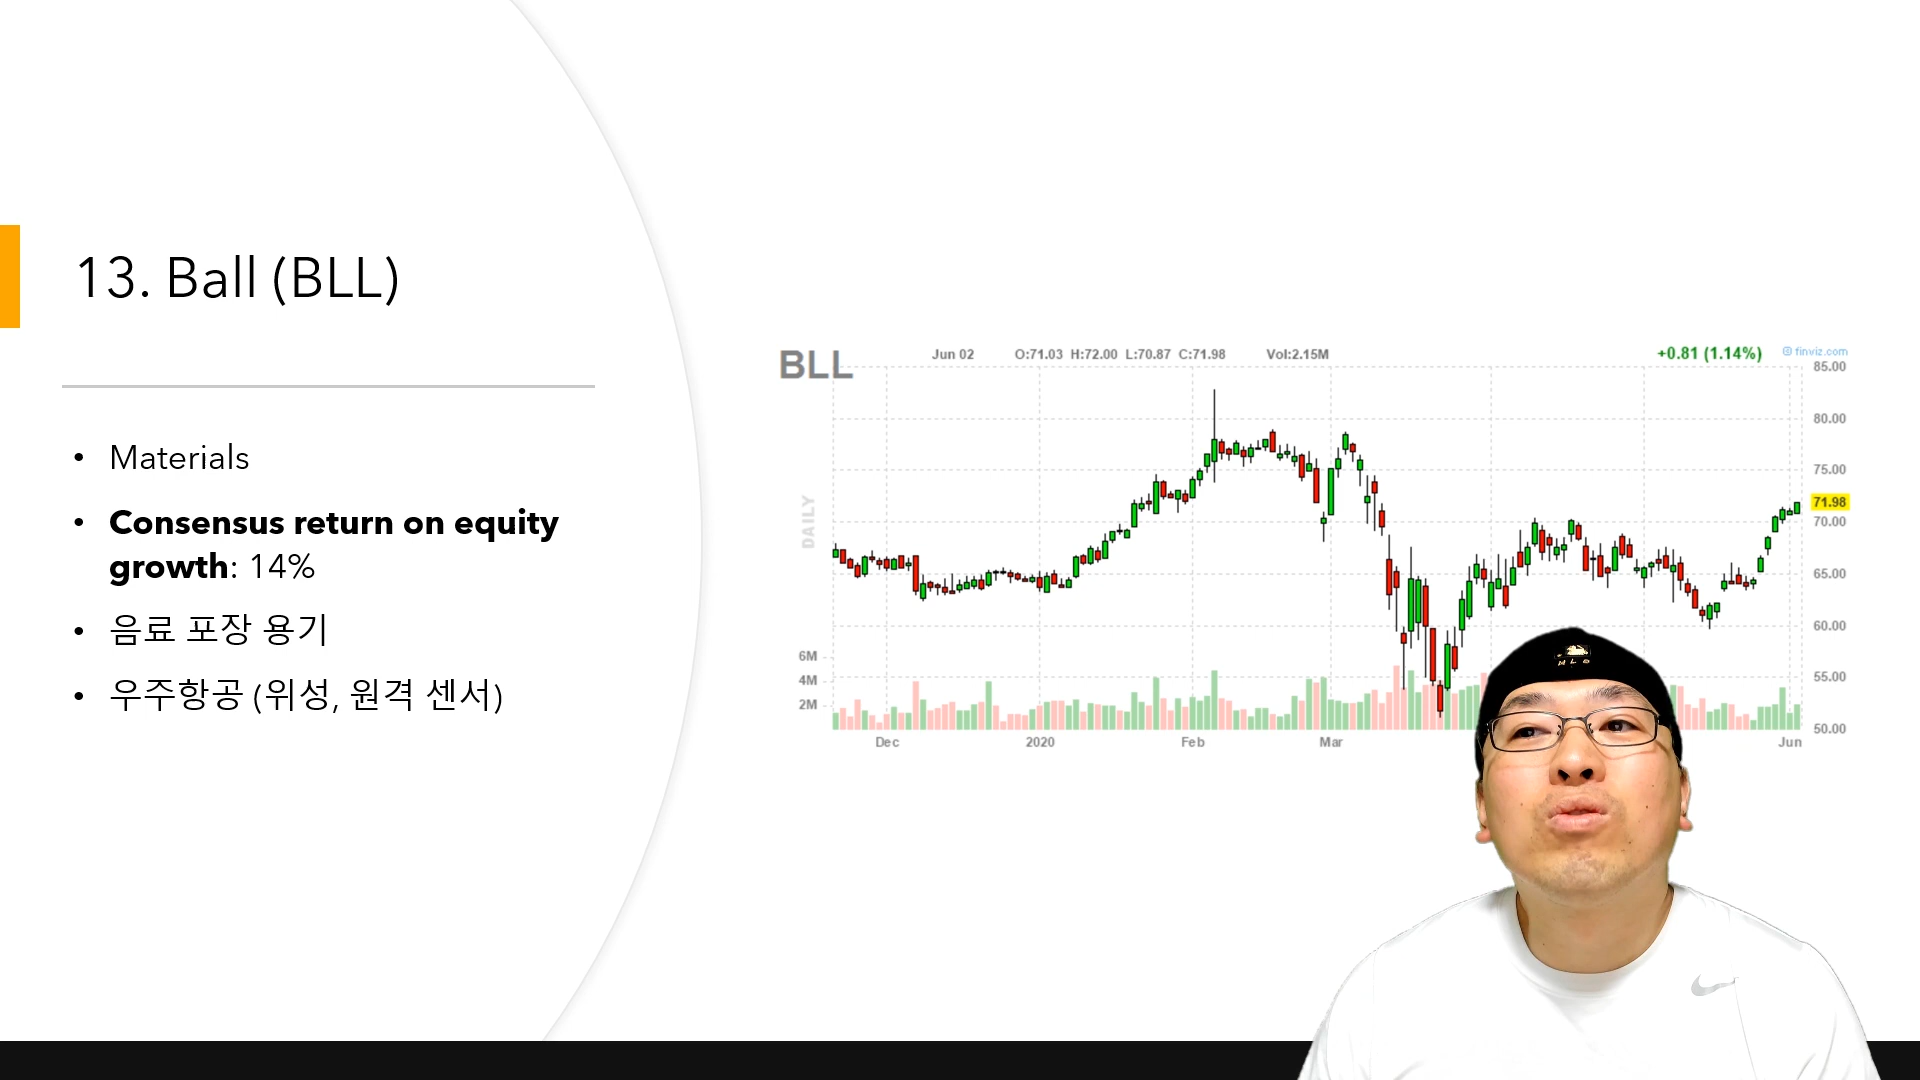 13. Ball (BLL)
• Materials
• Consensus return on equity
growth: 14%
• 음료 포장 용기
• 우주항공 (위성, 원격 센서)
BLL
Jun 02 O:71.03 H:72.00 L:70.87 C:71.98 Vol:2.15M +0.81 (1.14%) © finviz.com
85.00
80.00
75.00
71.98
70.00
65.00
60.00
55.00
50.00
DAILY
6M
4M
2M
Dec 2020 Feb Mar Jun